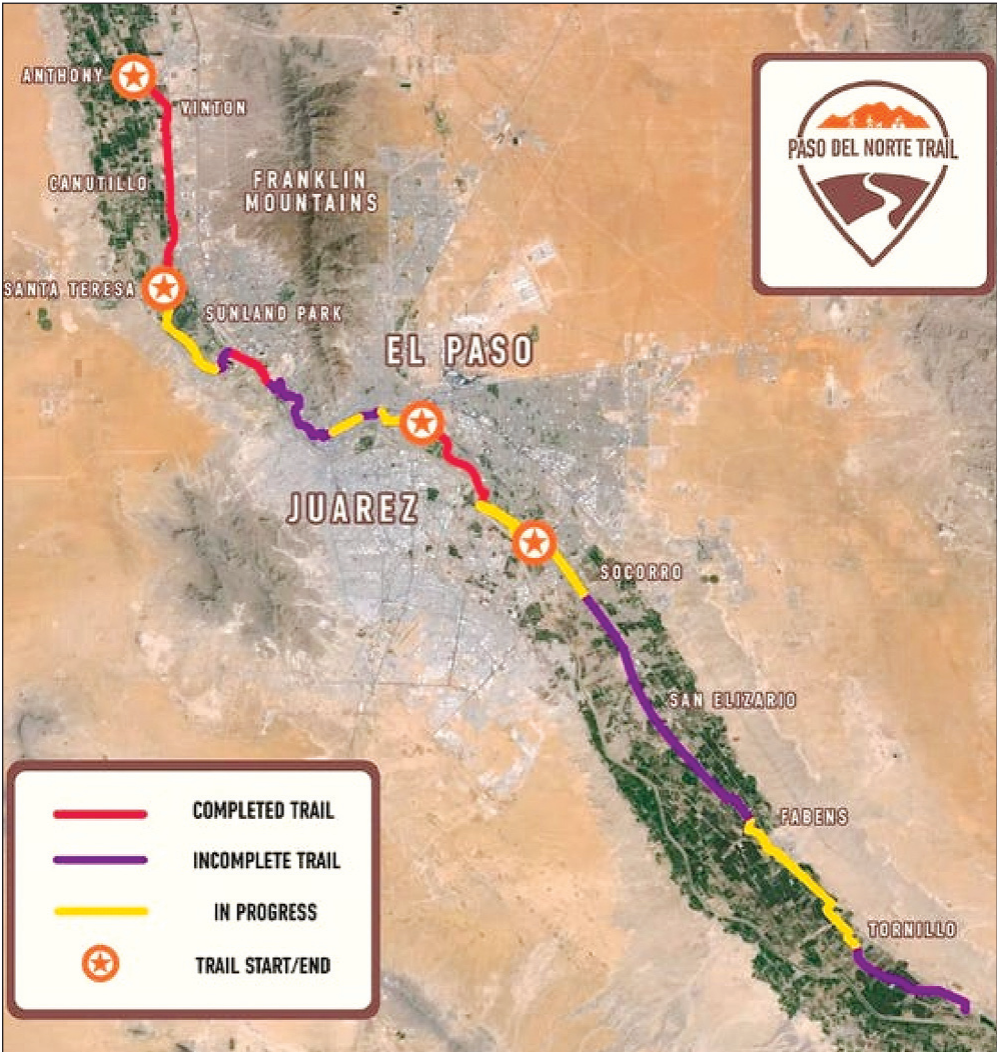 ANTHONY
VINTON
CANUTILLO
FRANKLIN
MOUNTAINS
PASO DEL NORTE TRAIL
SANTA TERESA
SUNLAND PARK
EL PASO
JUAREZ
SOCORRO
SAN ELIZARIO
FABENS
TORNILLO
COMPLETED TRAIL
INCOMPLETE TRAIL
IN PROGRESS
TRAIL START/END